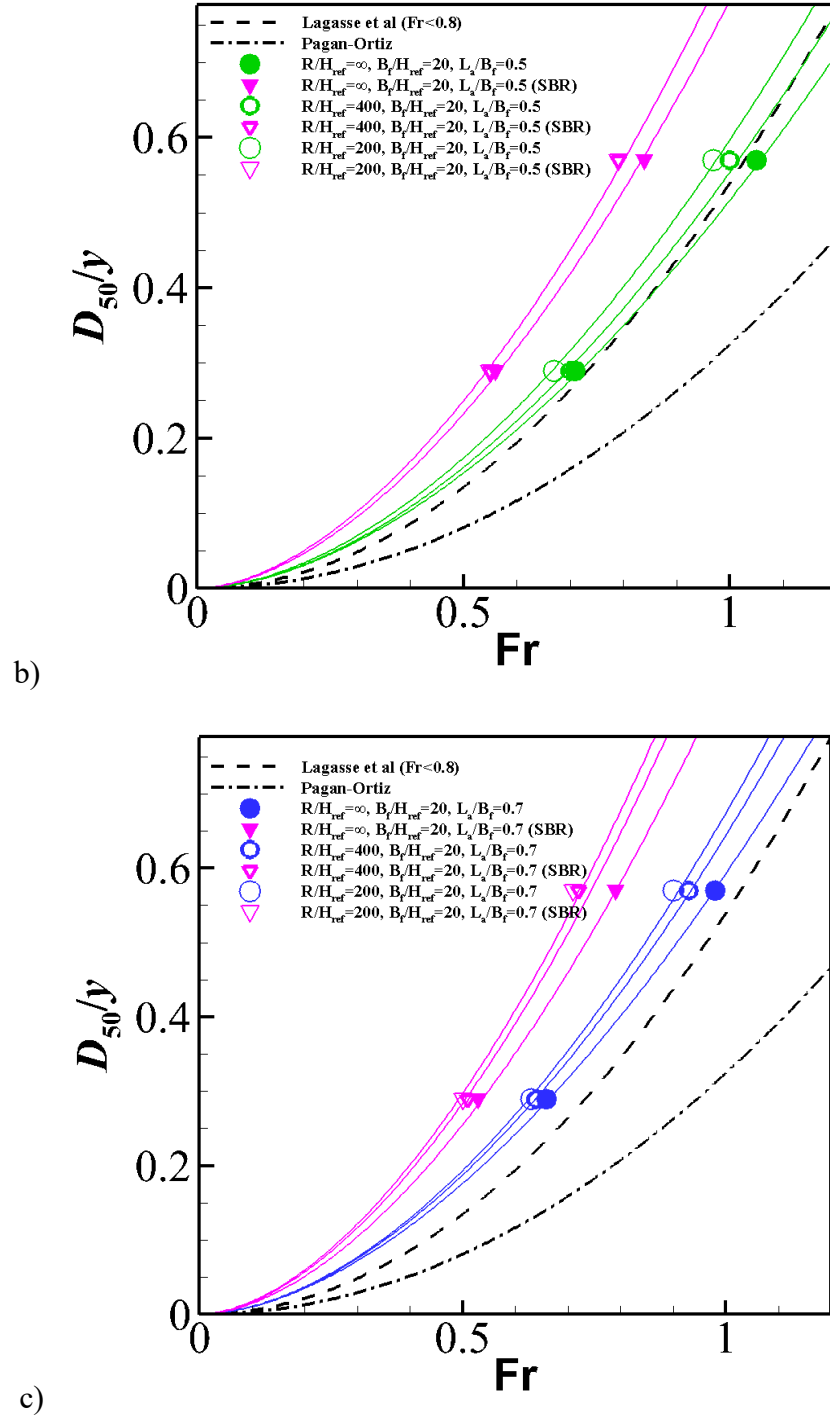 Lagasse et al (Fr<0.8)
Pagan-Ortiz
R/Href=∞, Bf/Href=20, La/Bf=0.5
R/Href=∞, Bf/Href=20, La/Bf=0.5 (SBR)
R/Href=400, Bf/Href=20, La/Bf=0.5
R/Href=400, Bf/Href=20, La/Bf=0.5 (SBR)
R/Href=200, Bf/Href=20, La/Bf=0.5
R/Href=200, Bf/Href=20, La/Bf=0.5 (SBR)
0.6
0.4
0.2
0
D50/y
0
0.5
1
Fr
b)
Lagasse et al (Fr<0.8)
Pagan-Ortiz
R/Href=∞, Bf/Href=20, La/Bf=0.7
R/Href=∞, Bf/Href=20, La/Bf=0.7 (SBR)
R/Href=400, Bf/Href=20, La/Bf=0.7
R/Href=400, Bf/Href=20, La/Bf=0.7 (SBR)
R/Href=200, Bf/Href=20, La/Bf=0.7
R/Href=200, Bf/Href=20, La/Bf=0.7 (SBR)
0.6
0.4
0.2
0
D50/y
0
0.5
1
Fr
c)